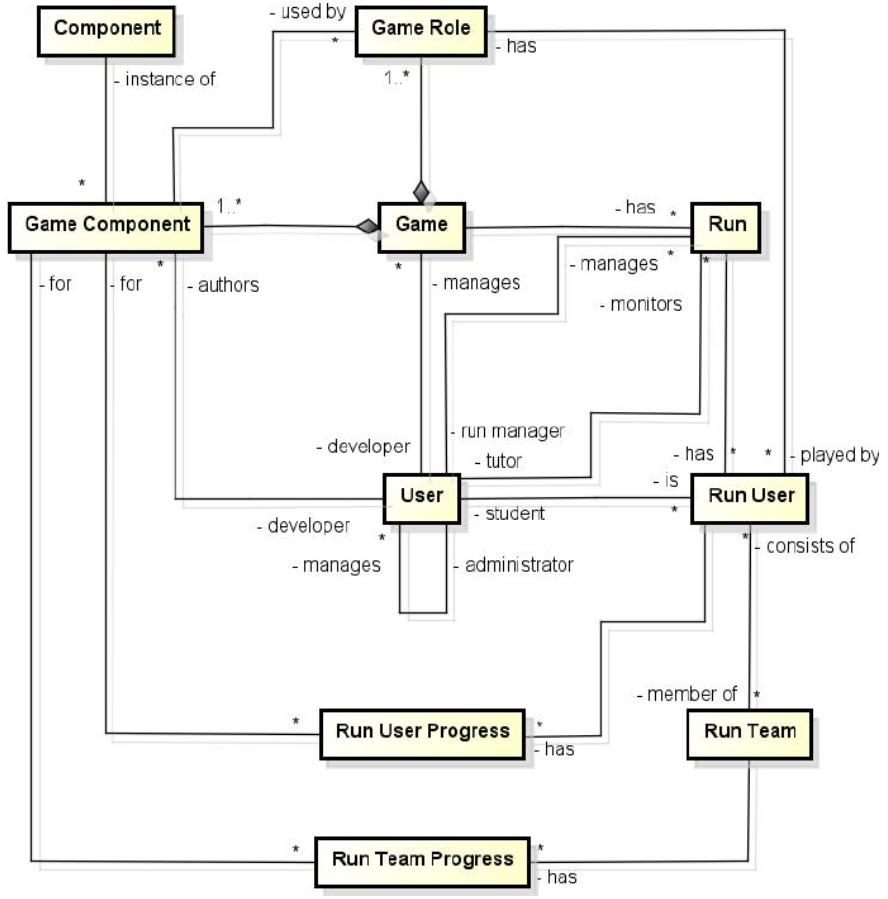 - used by
Component
Game Role
*
- has
- instance of
1..*
*
1..*
- has
*
Game Component
Game
Run
*
*
- manages
*
*
- for
- for
- authors
- manages
- monitors
- developer
- run manager
- tutor
- has
*
*
- played by
- is
User
Run User
- developer
- student
*
*
*
- consists of
- manages
- administrator
- member of
*
*
*
Run User Progress
Run Team
- has
*
*
Run Team Progress
- has